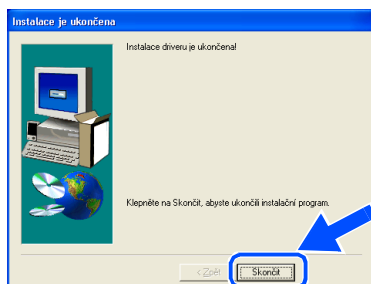 Instalace je ukončena
Instalace driveru je ukončena!
Klepněte na Skončit, abyste ukončili instalační program.
< Zpět
Skončit